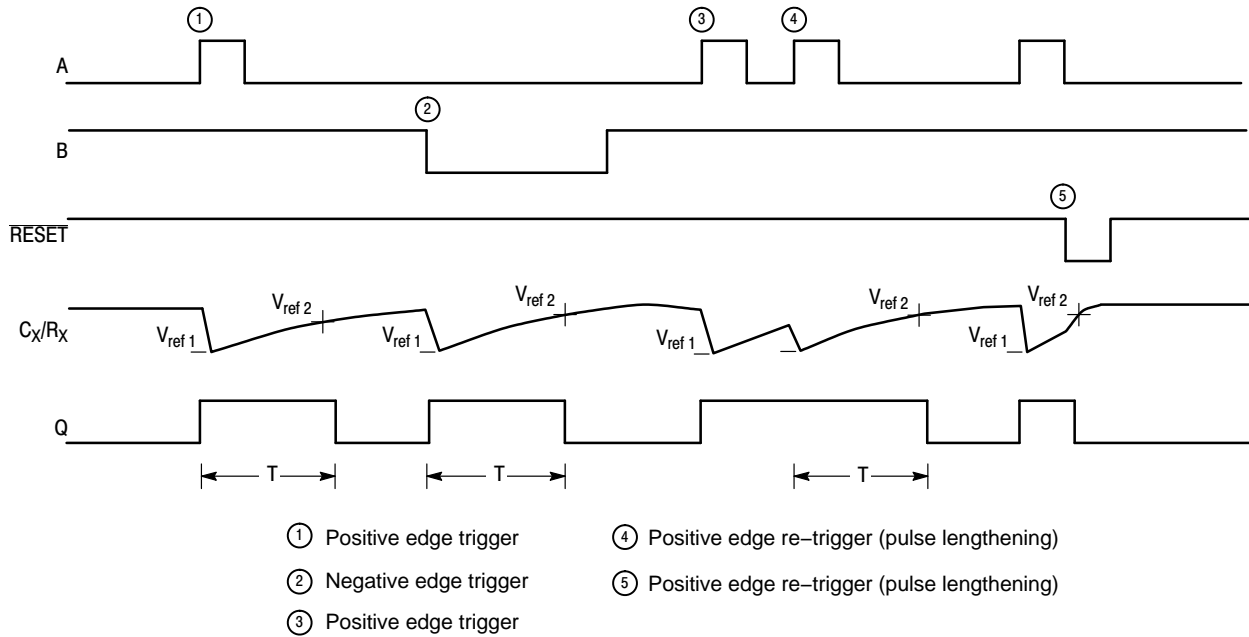 ① ③ ④
A
②
B
⑤
RESET
Vref 2 Vref 2 Vref 2 Vref 2
CX/RX
Vref 1 Vref 1 Vref 1 Vref 1
Q
T T T
① Positive edge trigger
② Negative edge trigger
③ Positive edge trigger
④ Positive edge re−trigger (pulse lengthening)
⑤ Positive edge re−trigger (pulse lengthening)